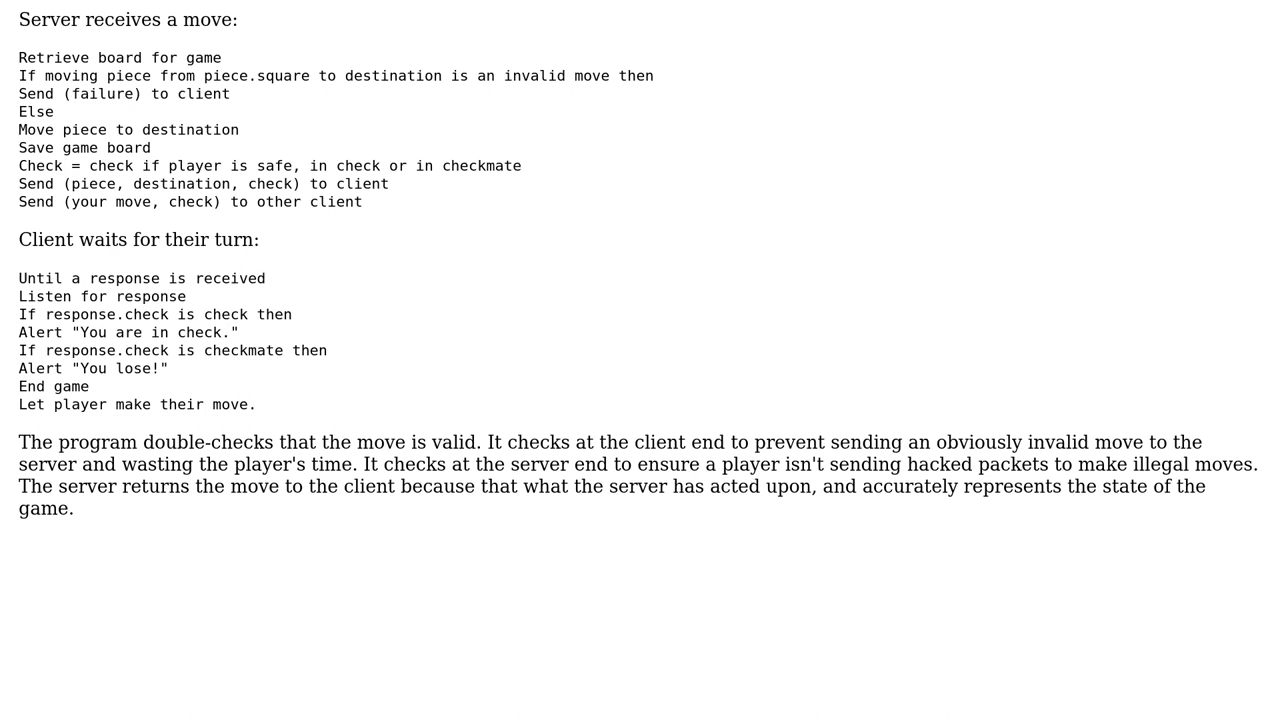 Server receives a move:
Retrieve board for game
If moving piece from piece.square to destination is an invalid move then
Send (failure) to client
Else
Move piece to destination
Save game board
Check = check if player is safe, in check or in checkmate
Send (piece, destination, check) to client
Send (your move, check) to other client
Client waits for their turn:
Until a response is received
Listen for response
If response.check is check then
Alert "You are in check."
If response.check is checkmate then
Alert "You lose!"
End game
Let player make their move.
The program double-checks that the move is valid. It checks at the client end to prevent sending an obviously invalid move to the
server and wasting the player's time. It checks at the server end to ensure a player isn't sending hacked packets to make illegal moves.
The server returns the move to the client because that what the server has acted upon, and accurately represents the state of the
game.